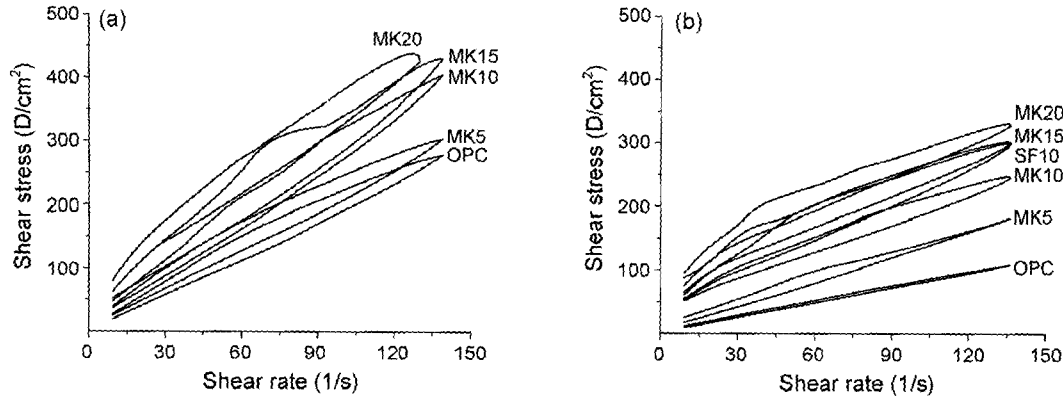 (a)
500
400
300
200
100
Shear stress (D/cm²)
MK20
MK15
MK10
MK5
OPC
0 30 60 90 120 150
Shear rate (1/s)
(b)
500
400
300
200
100
0
Shear stress (D/cm²)
MK20
MK15
SF10
MK10
MK5
OPC
0 30 60 90 120 150
Shear rate (1/s)